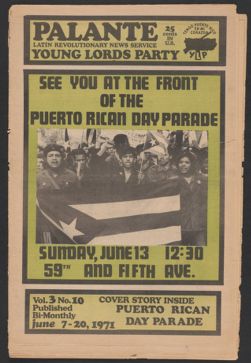 PALANTE
25
CENTS
IN
U.S.
LATIN REVOLUTIONARY NEWS SERVICE
YOUNG LORDS PARTY
YLP
SEE YOU AT THE FRONT
OF THE
PUERTO RICAN DAY PARADE
SUNDAY, JUNE 13 12:30
59TH AND FIFTH AVE.
Vol. 3 No. 10
Published
Bi-Monthly
june 7-20, 1971
COVER STORY INSIDE
PUERTO RICAN
DAY PARADE